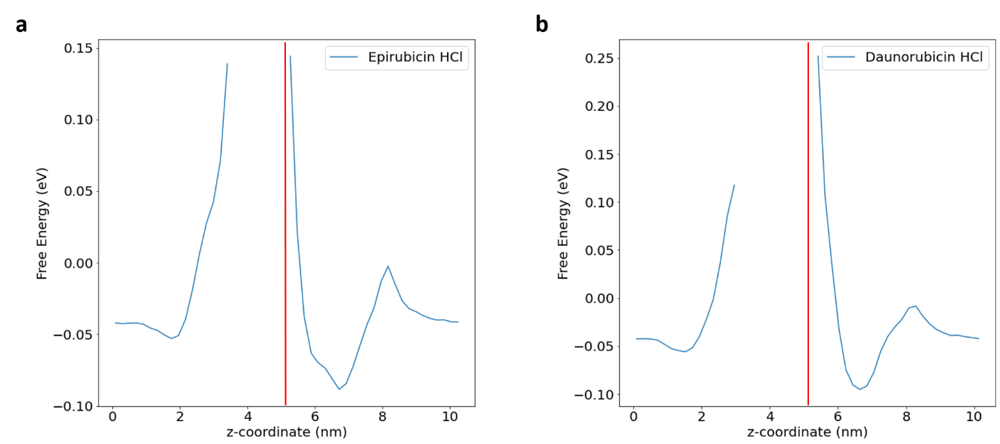 a
Epirubicin HCl
0.15
0.10
0.05
0.00
−0.05
−0.10
Free Energy (eV)
0 2 4 6 8 10
z-coordinate (nm)
b
Daunorubicin HCl
0.25
0.20
0.15
0.10
0.05
0.00
−0.05
−0.10
Free Energy (eV)
0 2 4 6 8 10
z-coordinate (nm)